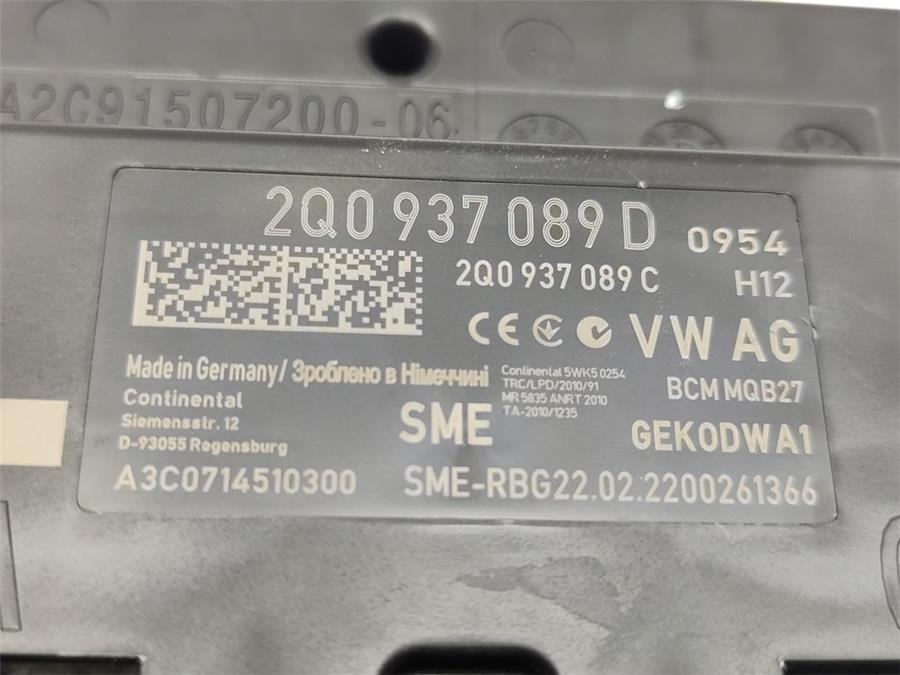 A2C91507200-06
2Q0 937 089 D
0954
2Q0 937 089 C
H12
CE
VW AG
Made in Germany/ Зроблено в Німеччині
Continental 5WK5 0254
TRC/LPD/2010/91
MR 5835 ANRT 2010
TA-2010/1235
BCM MQB27
Continental
Siemensstr. 12
D-93055 Regensburg
SME
GEK0DWA1
A3C0714510300
SME-RBG22.02.2200261366